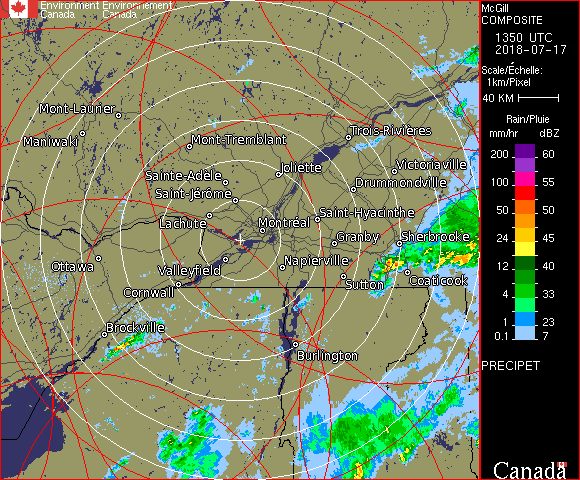 Environment Environnement
Canada Canada
McGill
COMPOSITE
1350 UTC
2018-07-17
Scale/Échelle:
1km/Pixel
40 KM
Rain/Pluie
mm/hr dBZ
200 60
100 55
50 50
24 45
12 40
4 33
1 30
0.5 23
0.1 7
PRECIPET
Canada
Mont-Laurier
Maniwaki
Mont-Tremblant
Trois-Rivières
Sainte-Adèle
Joliette
Victoriaville
Saint-Jérôme
Drummondville
Lachute
Saint-Hyacinthe
Montréal
Granby
Sherbrooke
Ottawa
Valleyfield
Napierville
Cornwall
Sutton
Coaticook
Brockville
Burlington